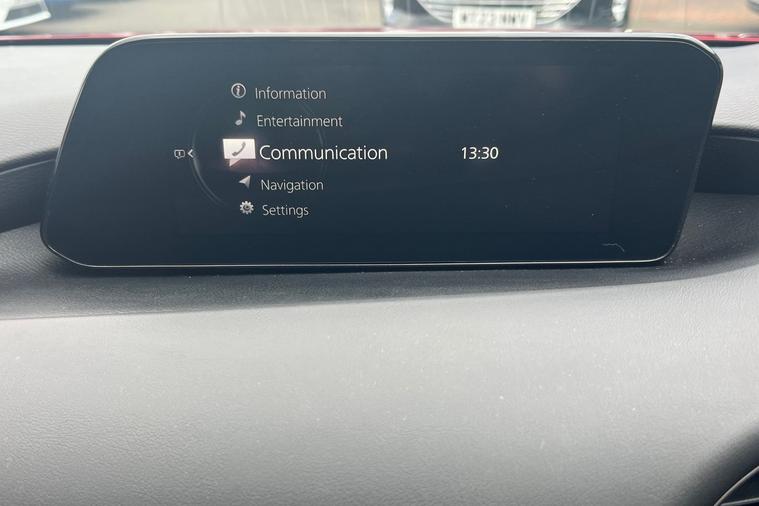 Information
Entertainment
Communication 13:30
Navigation
Settings